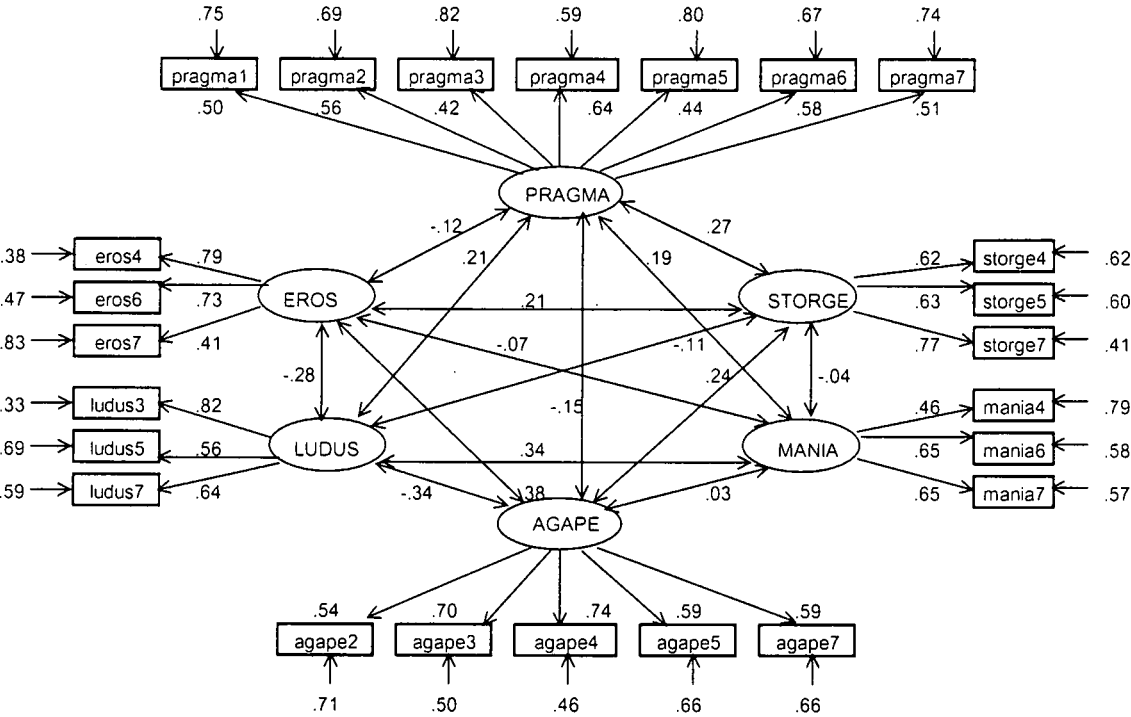 .75 .69 .82 .59 .80 .67 .74
pragma1 pragma2 pragma3 pragma4 pragma5 pragma6 pragma7
.50 .56 .42 .64 .44 .58 .51
PRAGMA
-.12 .27
.21 .19
.38 eros4 .79 .62 storge4 .62
.47 eros6 .73 EROS .21 STORGE .63 storge5 .60
.83 eros7 .41 -.07 -.11 .77 storge7 .41
-.28 .24 -.04
.33 ludus3 .82 -.15 .46 mania4 .79
.69 ludus5 .56 LUDUS .34 MANIA .65 mania6 .58
.59 ludus7 .64 -.34 .38 .03 .65 mania7 .57
AGAPE
.54 .70 .74 .59 .59
agape2 agape3 agape4 agape5 agape7
.71 .50 .46 .66 .66